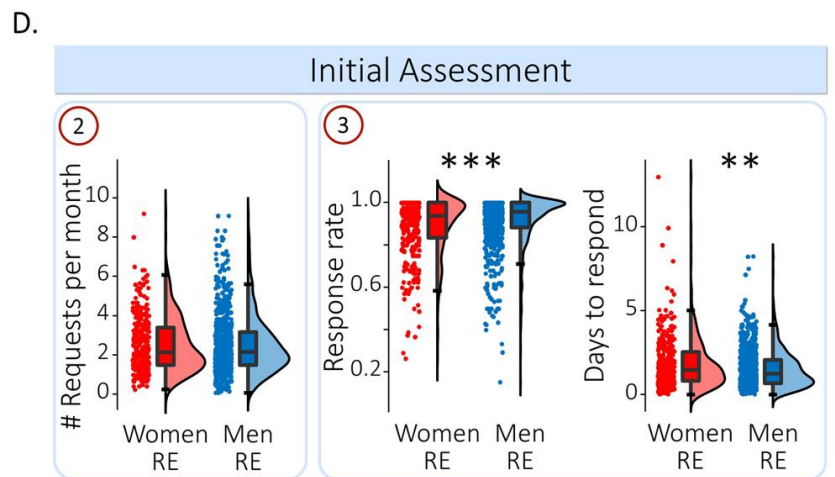 D.
Initial Assessment
2
# Requests per month
10
8
6
4
2
0
Women
RE
Men
RE
3
***
Response rate
1.0
0.6
0.2
Women
RE
Men
RE
**
Days to respond
10
5
0
Women
RE
Men
RE